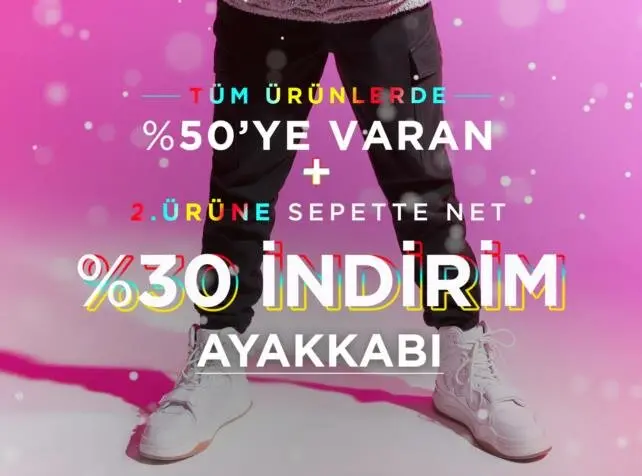 TÜM ÜRÜNLERDE
%50'YE VARAN
+
2.ÜRÜNE SEPETTE NET
%30 İNDİRİM
AYAKKABI